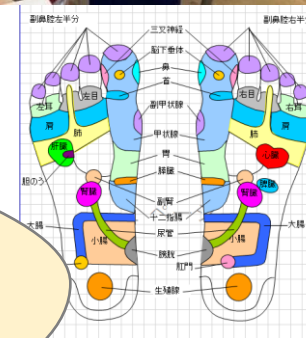 副鼻腔左半分
副鼻腔右半分
三叉神経
脳下垂体
鼻
首
左目
右目
左耳
右耳
副甲状腺
肩
肩
肺
肺
甲状腺
肝臓
心臓
胃
胆のう
膵臓
脾臓
副腎
腎臓
腎臓
十二指腸
大腸
大腸
尿管
小腸
小腸
膀胱
肛門
生殖腺